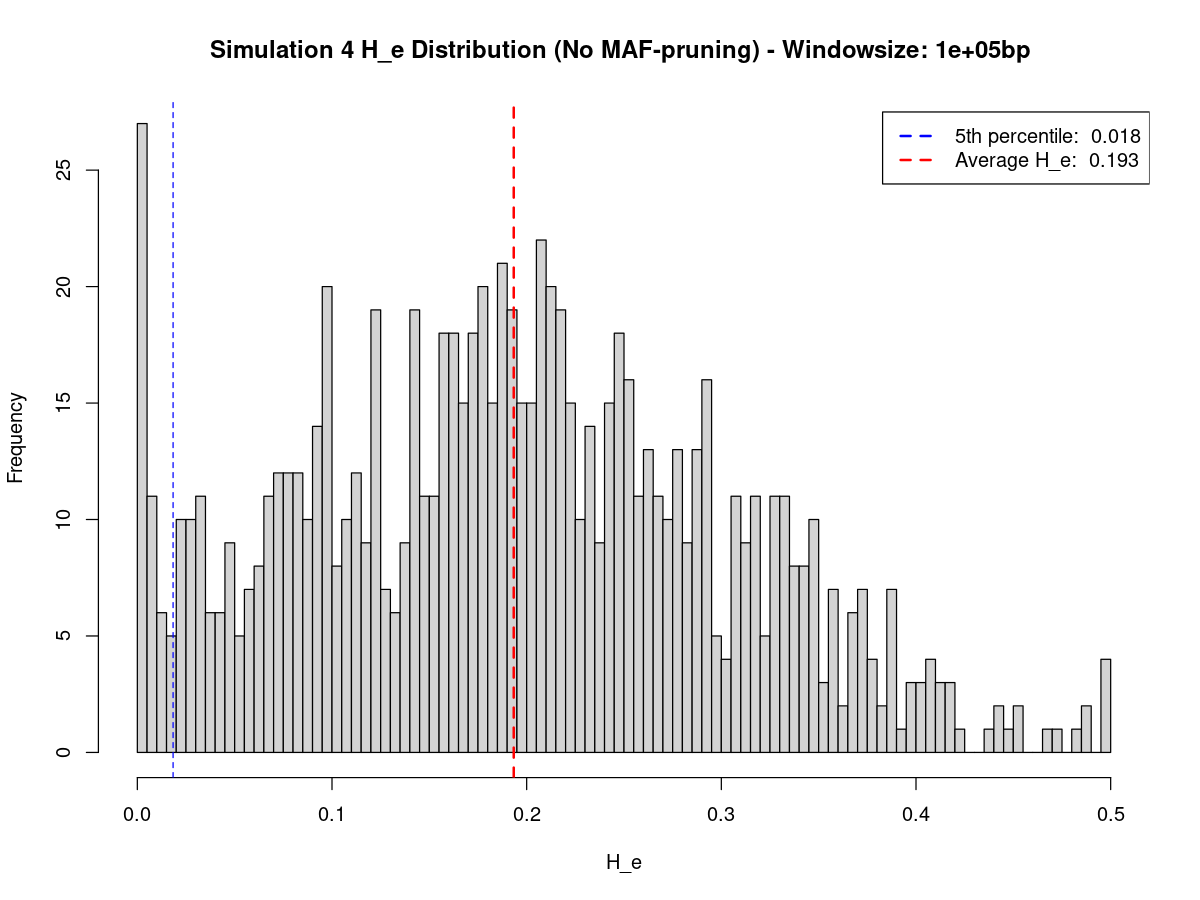 Simulation 4 H_e Distribution (No MAF-pruning) - Windowsize: 1e+05bp
5th percentile: 0.018
Average H_e: 0.193
Frequency
25
20
15
10
5
0
0.0 0.1 0.2 0.3 0.4 0.5
H_e